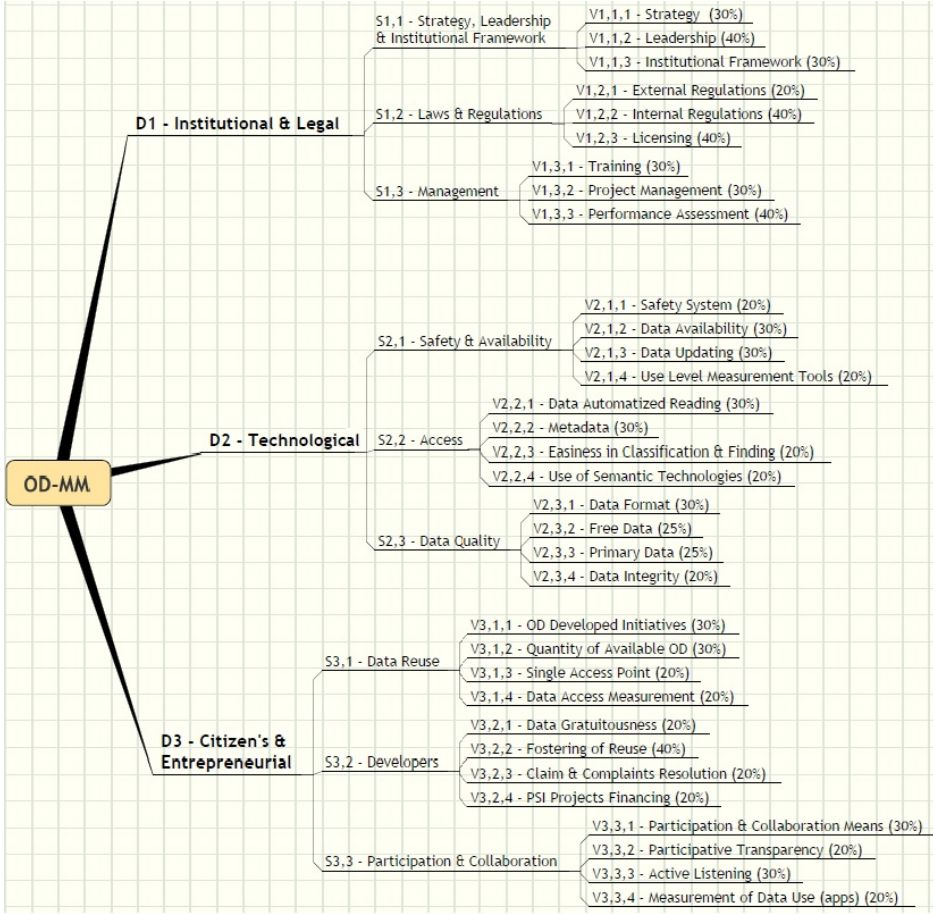 OD-MM
D1 - Institutional & Legal
S1,1 - Strategy, Leadership
& Institutional Framework
V1,1,1 - Strategy (30%)
V1,1,2 - Leadership (40%)
V1,1,3 - Institutional Framework (30%)
S1,2 - Laws & Regulations
V1,2,1 - External Regulations (20%)
V1,2,2 - Internal Regulations (40%)
V1,2,3 - Licensing (40%)
S1,3 - Management
V1,3,1 - Training (30%)
V1,3,2 - Project Management (30%)
V1,3,3 - Performance Assessment (40%)
D2 - Technological
S2,1 - Safety & Availability
V2,1,1 - Safety System (20%)
V2,1,2 - Data Availability (30%)
V2,1,3 - Data Updating (30%)
V2,1,4 - Use Level Measurement Tools (20%)
S2,2 - Access
V2,2,1 - Data Automatized Reading (30%)
V2,2,2 - Metadata (30%)
V2,2,3 - Easiness in Classification & Finding (20%)
V2,2,4 - Use of Semantic Technologies (20%)
S2,3 - Data Quality
V2,3,1 - Data Format (30%)
V2,3,2 - Free Data (25%)
V2,3,3 - Primary Data (25%)
V2,3,4 - Data Integrity (20%)
D3 - Citizen's &
Entrepreneurial
S3,1 - Data Reuse
V3,1,1 - OD Developed Initiatives (30%)
V3,1,2 - Quantity of Available OD (30%)
V3,1,3 - Single Access Point (20%)
V3,1,4 - Data Access Measurement (20%)
S3,2 - Developers
V3,2,1 - Data Gratuitousness (20%)
V3,2,2 - Fostering of Reuse (40%)
V3,2,3 - Claim & Complaints Resolution (20%)
V3,2,4 - PSI Projects Financing (20%)
S3,3 - Participation & Collaboration
V3,3,1 - Participation & Collaboration Means (30%)
V3,3,2 - Participative Transparency (20%)
V3,3,3 - Active Listening (30%)
V3,3,4 - Measurement of Data Use (apps) (20%)